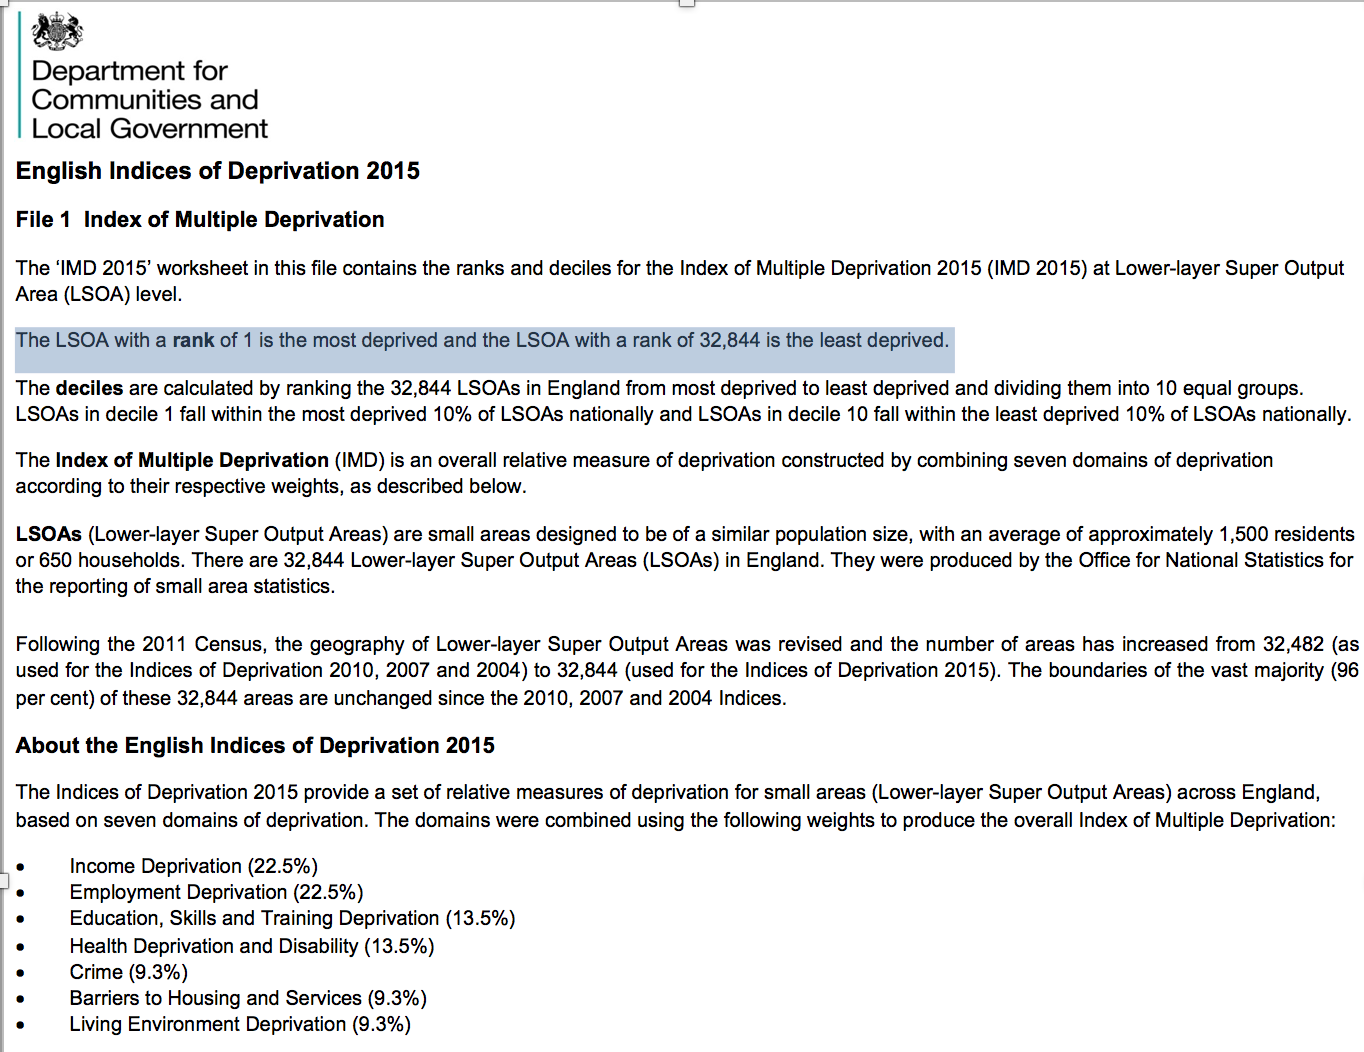 Department for
Communities and
Local Government
English Indices of Deprivation 2015
File 1  Index of Multiple Deprivation
The ‘IMD 2015’ worksheet in this file contains the ranks and deciles for the Index of Multiple Deprivation 2015 (IMD 2015) at Lower-layer Super Output
Area (LSOA) level.
The LSOA with a rank of 1 is the most deprived and the LSOA with a rank of 32,844 is the least deprived.
The deciles are calculated by ranking the 32,844 LSOAs in England from most deprived to least deprived and dividing them into 10 equal groups.
LSOAs in decile 1 fall within the most deprived 10% of LSOAs nationally and LSOAs in decile 10 fall within the least deprived 10% of LSOAs nationally.
The Index of Multiple Deprivation (IMD) is an overall relative measure of deprivation constructed by combining seven domains of deprivation
according to their respective weights, as described below.
LSOAs (Lower-layer Super Output Areas) are small areas designed to be of a similar population size, with an average of approximately 1,500 residents
or 650 households. There are 32,844 Lower-layer Super Output Areas (LSOAs) in England. They were produced by the Office for National Statistics for
the reporting of small area statistics.
Following the 2011 Census, the geography of Lower-layer Super Output Areas was revised and the number of areas has increased from 32,482 (as
used for the Indices of Deprivation 2010, 2007 and 2004) to 32,844 (used for the Indices of Deprivation 2015). The boundaries of the vast majority (96
per cent) of these 32,844 areas are unchanged since the 2010, 2007 and 2004 Indices.
About the English Indices of Deprivation 2015
The Indices of Deprivation 2015 provide a set of relative measures of deprivation for small areas (Lower-layer Super Output Areas) across England,
based on seven domains of deprivation. The domains were combined using the following weights to produce the overall Index of Multiple Deprivation:
• Income Deprivation (22.5%)
• Employment Deprivation (22.5%)
• Education, Skills and Training Deprivation (13.5%)
• Health Deprivation and Disability (13.5%)
• Crime (9.3%)
• Barriers to Housing and Services (9.3%)
• Living Environment Deprivation (9.3%)